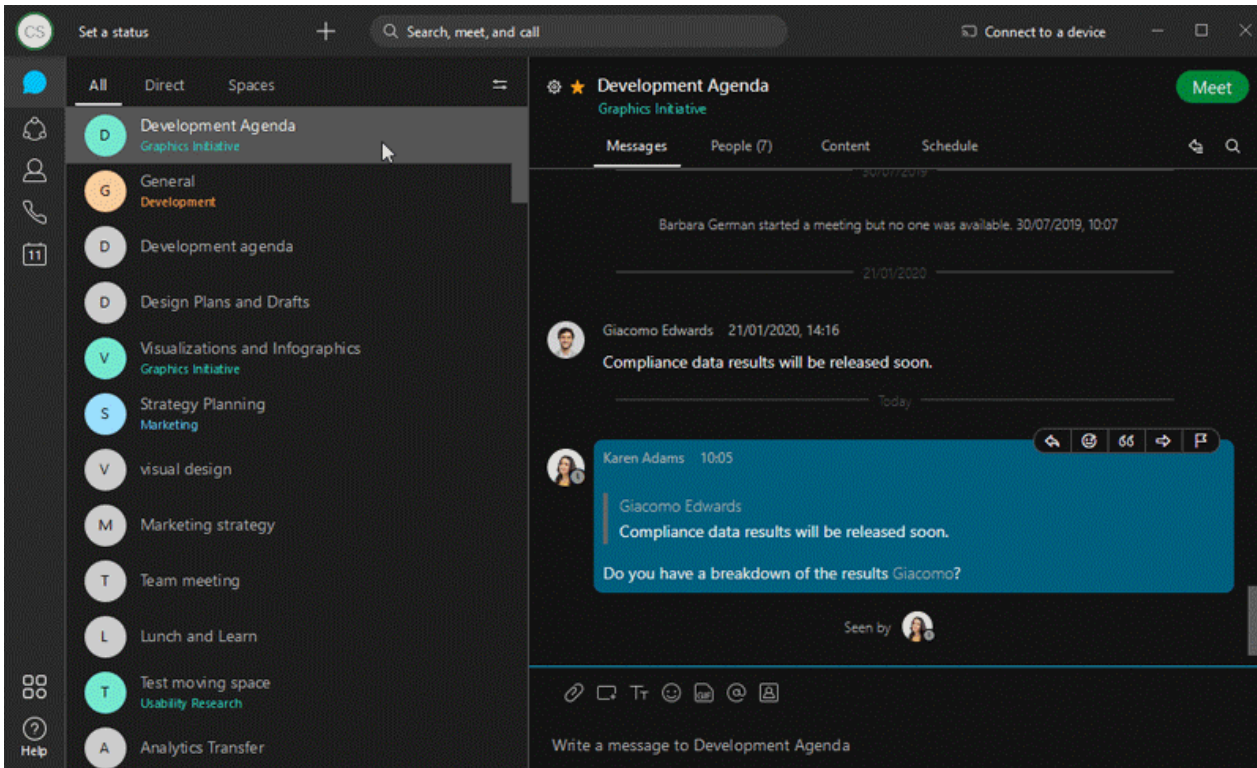 CS
Set a status
Search, meet, and call
Connect to a device
All Direct Spaces
D
Development Agenda
Graphics Initiative
G
General
Development
D
Development agenda
D
Design Plans and Drafts
V
Visualizations and Infographics
Graphics Initiative
S
Strategy Planning
Marketing
V
visual design
M
Marketing strategy
T
Team meeting
L
Lunch and Learn
T
Test moving space
Usability Research
A
Analytics Transfer
11
Help
Development Agenda
Graphics Initiative
Meet
Messages People (7) Content Schedule
30/07/2019
Barbara German started a meeting but no one was available. 30/07/2019, 10:07
21/01/2020
Giacomo Edwards 21/01/2020, 14:16
Compliance data results will be released soon.
Today
Karen Adams 10:05
Giacomo Edwards
Compliance data results will be released soon.
Do you have a breakdown of the results Giacomo?
Seen by
GIF
Write a message to Development Agenda